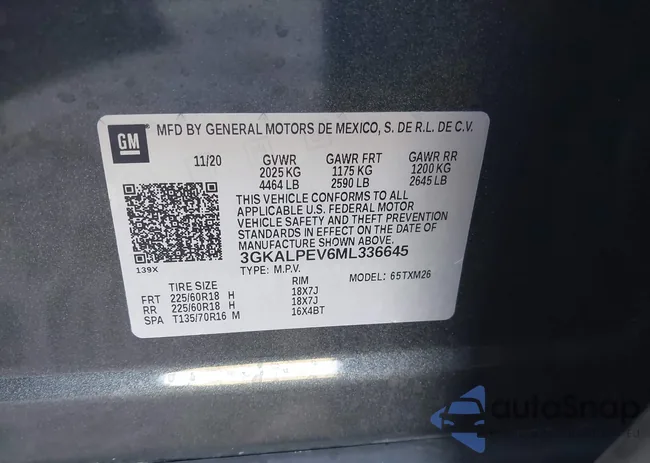 GM
MFD BY GENERAL MOTORS DE MEXICO, S. DE R.L. DE C.V.
11/20 GVWR GAWR FRT GAWR RR
2025 KG 1175 KG 1200 KG
4464 LB 2590 LB 2645 LB
THIS VEHICLE CONFORMS TO ALL
APPLICABLE U.S. FEDERAL MOTOR
VEHICLE SAFETY AND THEFT PREVENTION
STANDARDS IN EFFECT ON THE DATE OF
MANUFACTURE SHOWN ABOVE.
3GKALPEV6ML336645
139X TYPE: M.P.V. MODEL: 65TXM26
TIRE SIZE RIM
FRT 225/60R18 H 18X7J
RR 225/60R18 H 18X7J
SPA T135/70R16 M 16X4BT
autoSnap